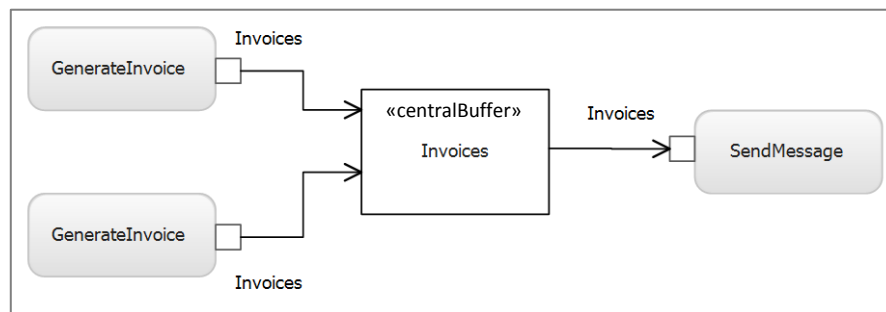 Invoices
GenerateInvoice
«centralBuffer»
Invoices
Invoices
SendMessage
GenerateInvoice
Invoices